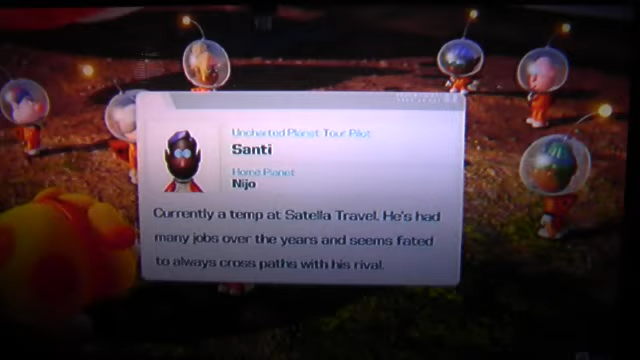 Uncharted Planet Tour Pilot
Santi
Home Planet
Nijo
Currently a temp at Satella Travel. He's had
many jobs over the years and seems fated
to always cross paths with his rival.